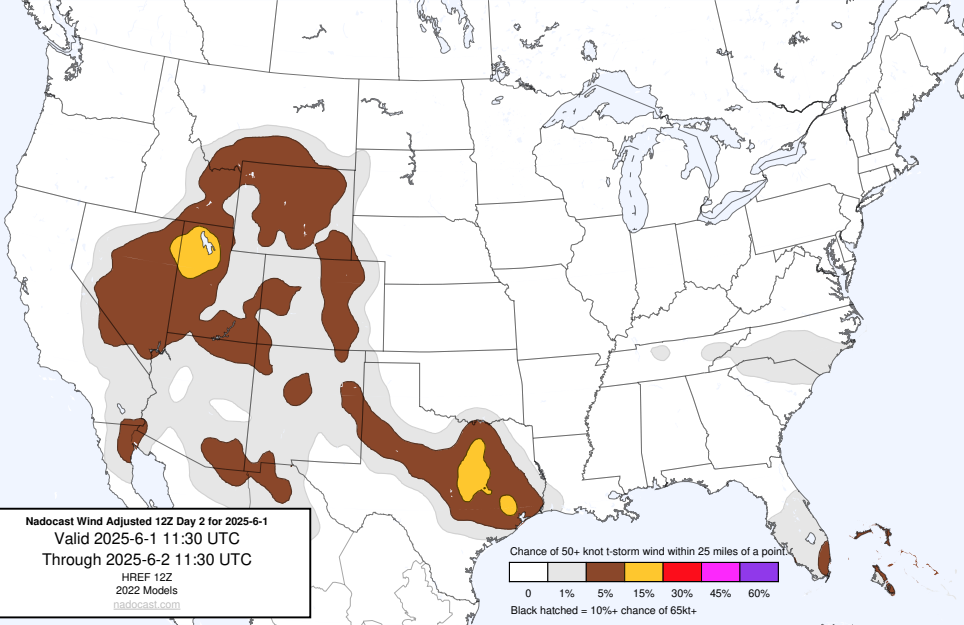 Nadocast Wind Adjusted 12Z Day 2 for 2025-6-1
Valid 2025-6-1 11:30 UTC
Through 2025-6-2 11:30 UTC
HREF 12Z
2022 Models
nadocast.com
Chance of 50+ knot t-storm wind within 25 miles of a point.
0 1% 5% 15% 30% 45% 60%
Black hatched = 10%+ chance of 65kt+